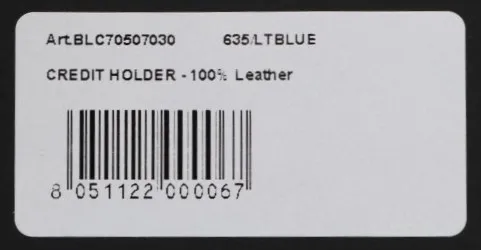 Art.BLC70507030 635/LTBLUE
CREDIT HOLDER - 100% Leather
8 051122 000067